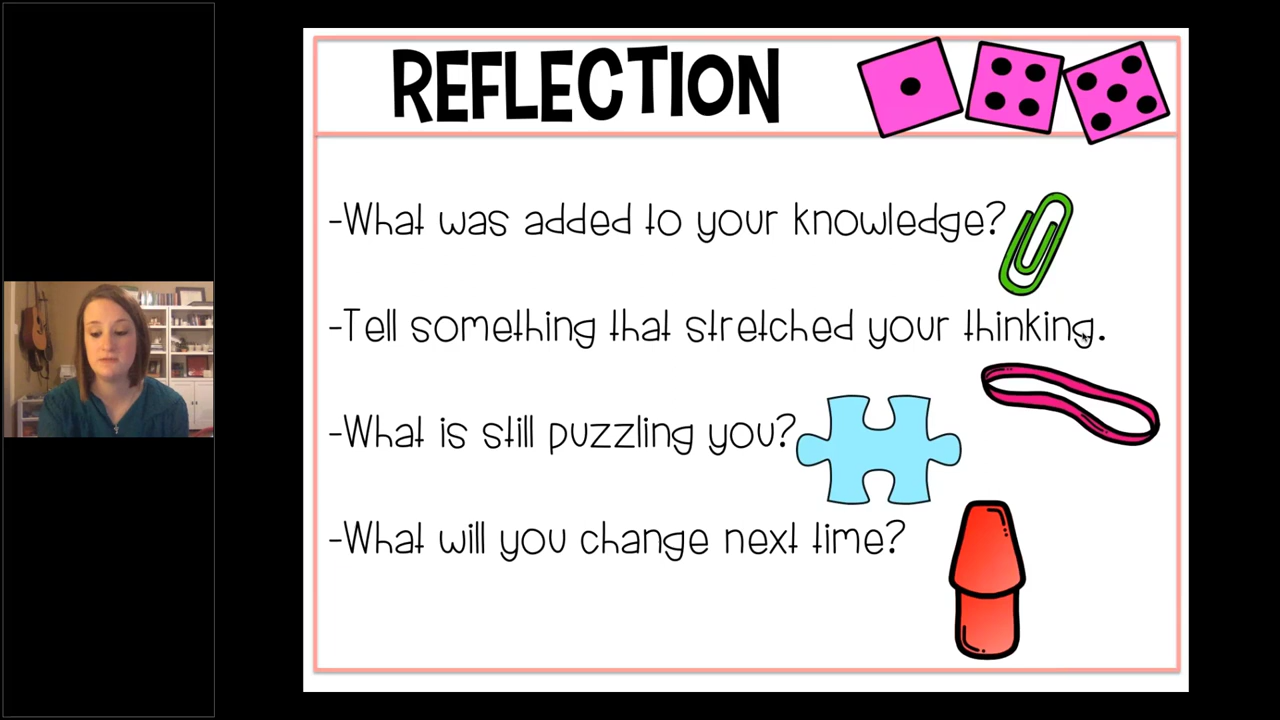 REFLECTION
-What was added to your knowledge?
-Tell something that stretched your thinking.
-What is still puzzling you?
-What will you change next time?